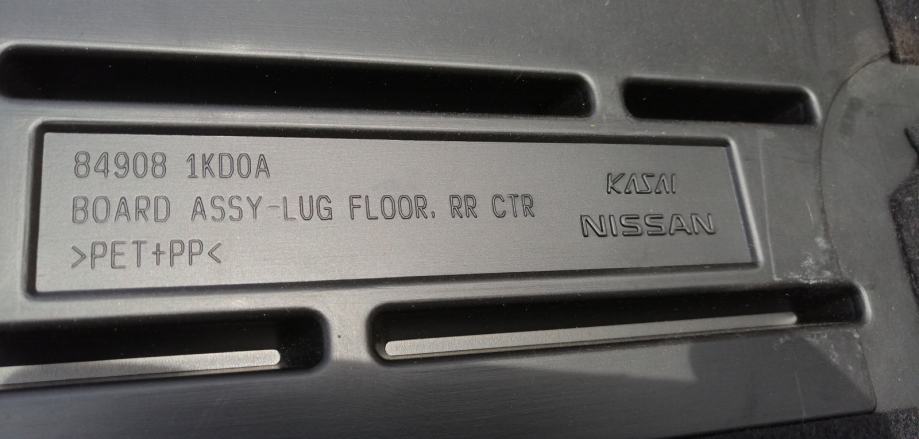 84908 1KD0A
BOARD ASSY-LUG FLOOR, RR CTR
>PET+PP<
KASAI
NISSAN